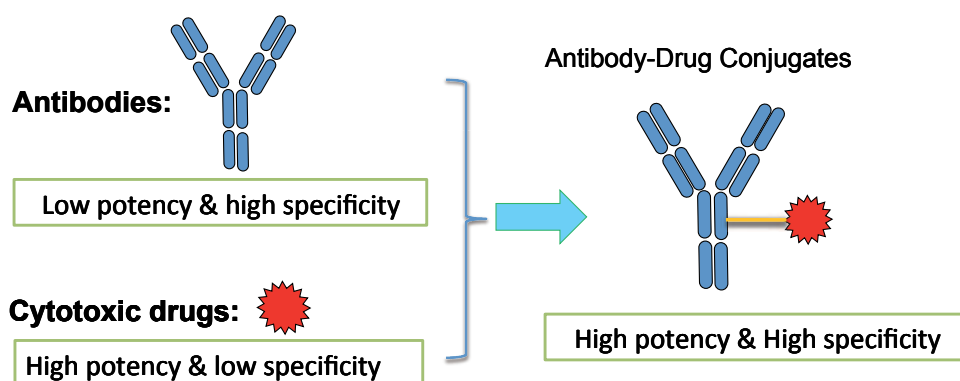 Antibodies:
Low potency & high specificity
Cytotoxic drugs:
High potency & low specificity
Antibody-Drug Conjugates
High potency & High specificity